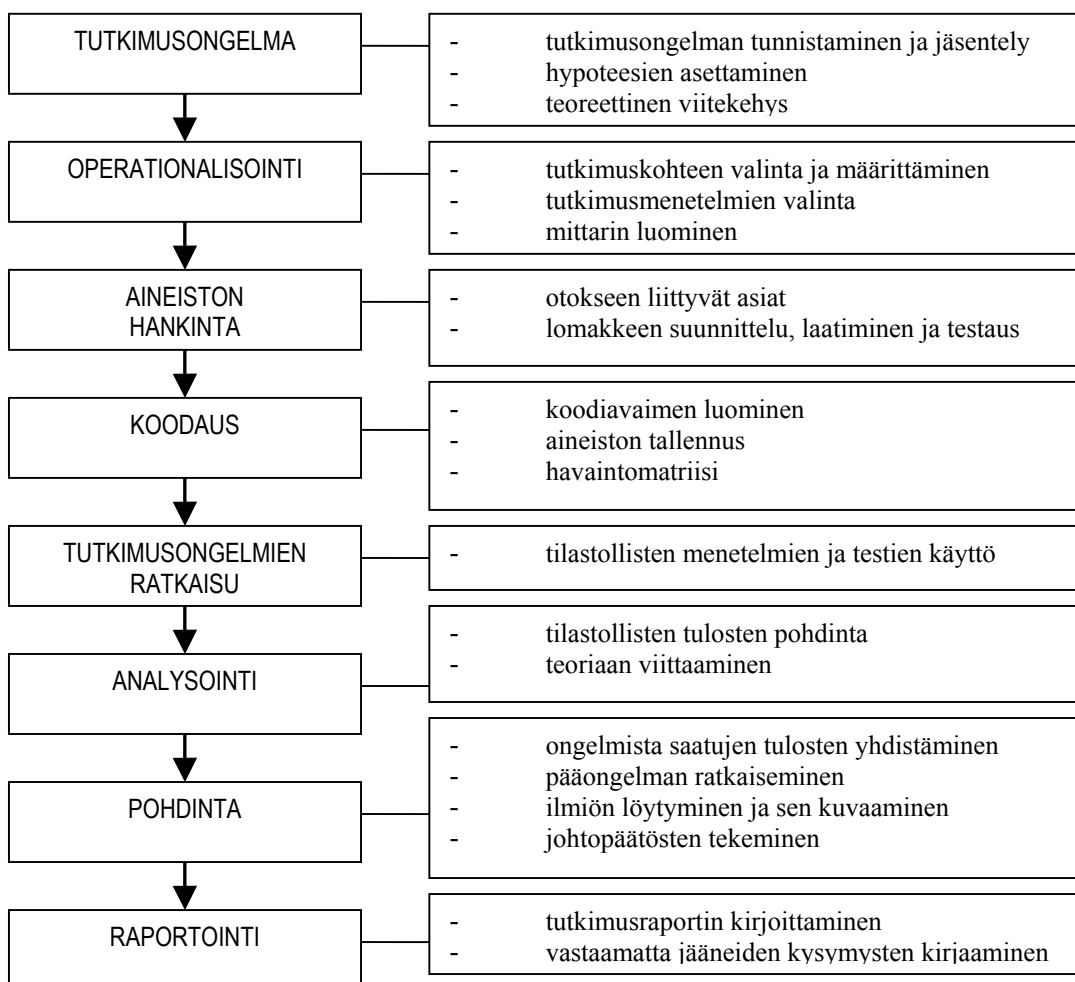 TUTKIMUSONGELMA
- tutkimusongelman tunnistaminen ja jäsentely
- hypoteesien asettaminen
- teoreettinen viitekehys
OPERATIONALISOINTI
- tutkimuskohteen valinta ja määrittäminen
- tutkimusmenetelmien valinta
- mittarin luominen
AINEISTON
HANKINTA
- otokseen liittyvät asiat
- lomakkeen suunnittelu, laatiminen ja testaus
KOODAUS
- koodiavaimen luominen
- aineiston tallennus
- havaintomatriisi
TUTKIMUSONGELMIEN
RATKAISU
- tilastollisten menetelmien ja testien käyttö
ANALYSOINTI
- tilastollisten tulosten pohdinta
- teoriaan viittaaminen
POHDINTA
- ongelmista saatujen tulosten yhdistäminen
- pääongelman ratkaiseminen
- ilmiön löytyminen ja sen kuvaaminen
- johtopäätösten tekeminen
RAPORTOINTI
- tutkimusraportin kirjoittaminen
- vastaamatta jääneiden kysymysten kirjaaminen